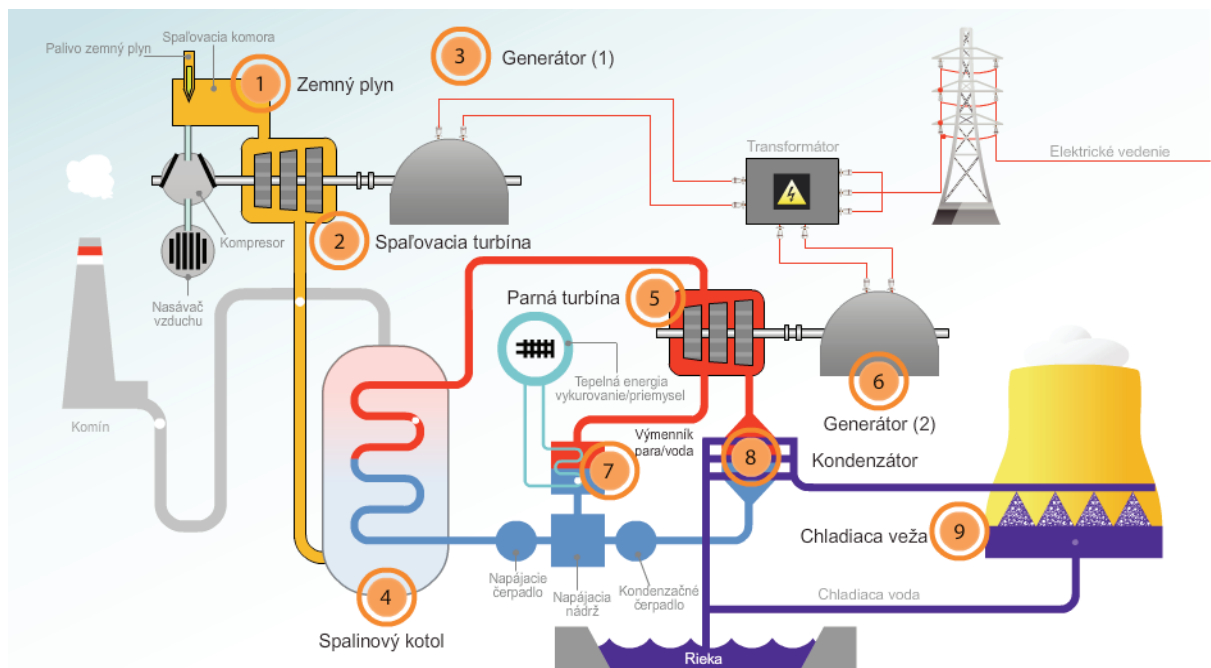 Palivo zemný plyn
Spaľovacia komora
1
Zemný plyn
3
Generátor (1)
Transformátor
Elektrické vedenie
Kompresor
2
Spaľovacia turbína
Nasávač
vzduchu
Parná turbína
5
Tepelná energia
vykurovanie/priemysel
6
Generátor (2)
Komín
Výmenník
para/voda
7
8
Kondenzátor
Chladiaca veža
9
Napájacie
čerpadlo
Napájacia
nádrž
Kondenzačné
čerpadlo
Chladiaca voda
4
Spalinový kotol
Rieka